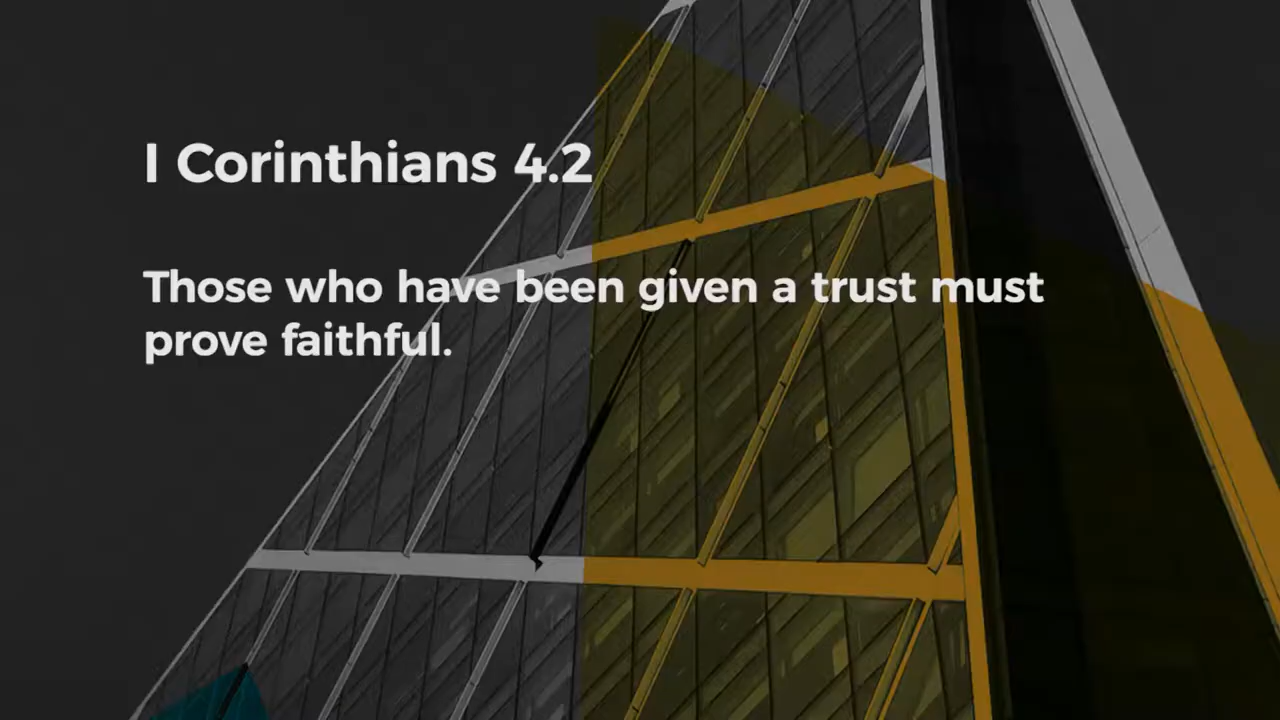 I Corinthians 4.2
Those who have been given a trust must
prove faithful.